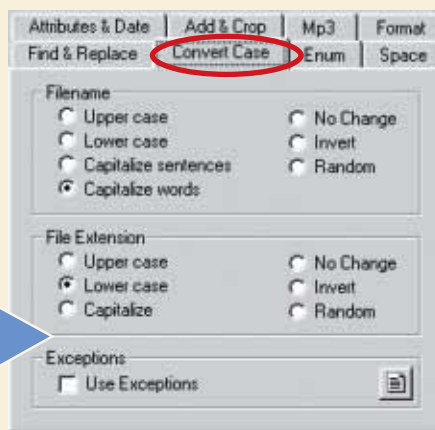 Attributes & Date Add & Crop Mp3 Format
Find & Replace Convert Case Enum Space
Filename
Upper case No Change
Lower case Invert
Capitalize sentences Random
Capitalize words
File Extension
Upper case No Change
Lower case Invert
Capitalize Random
Exceptions
Use Exceptions